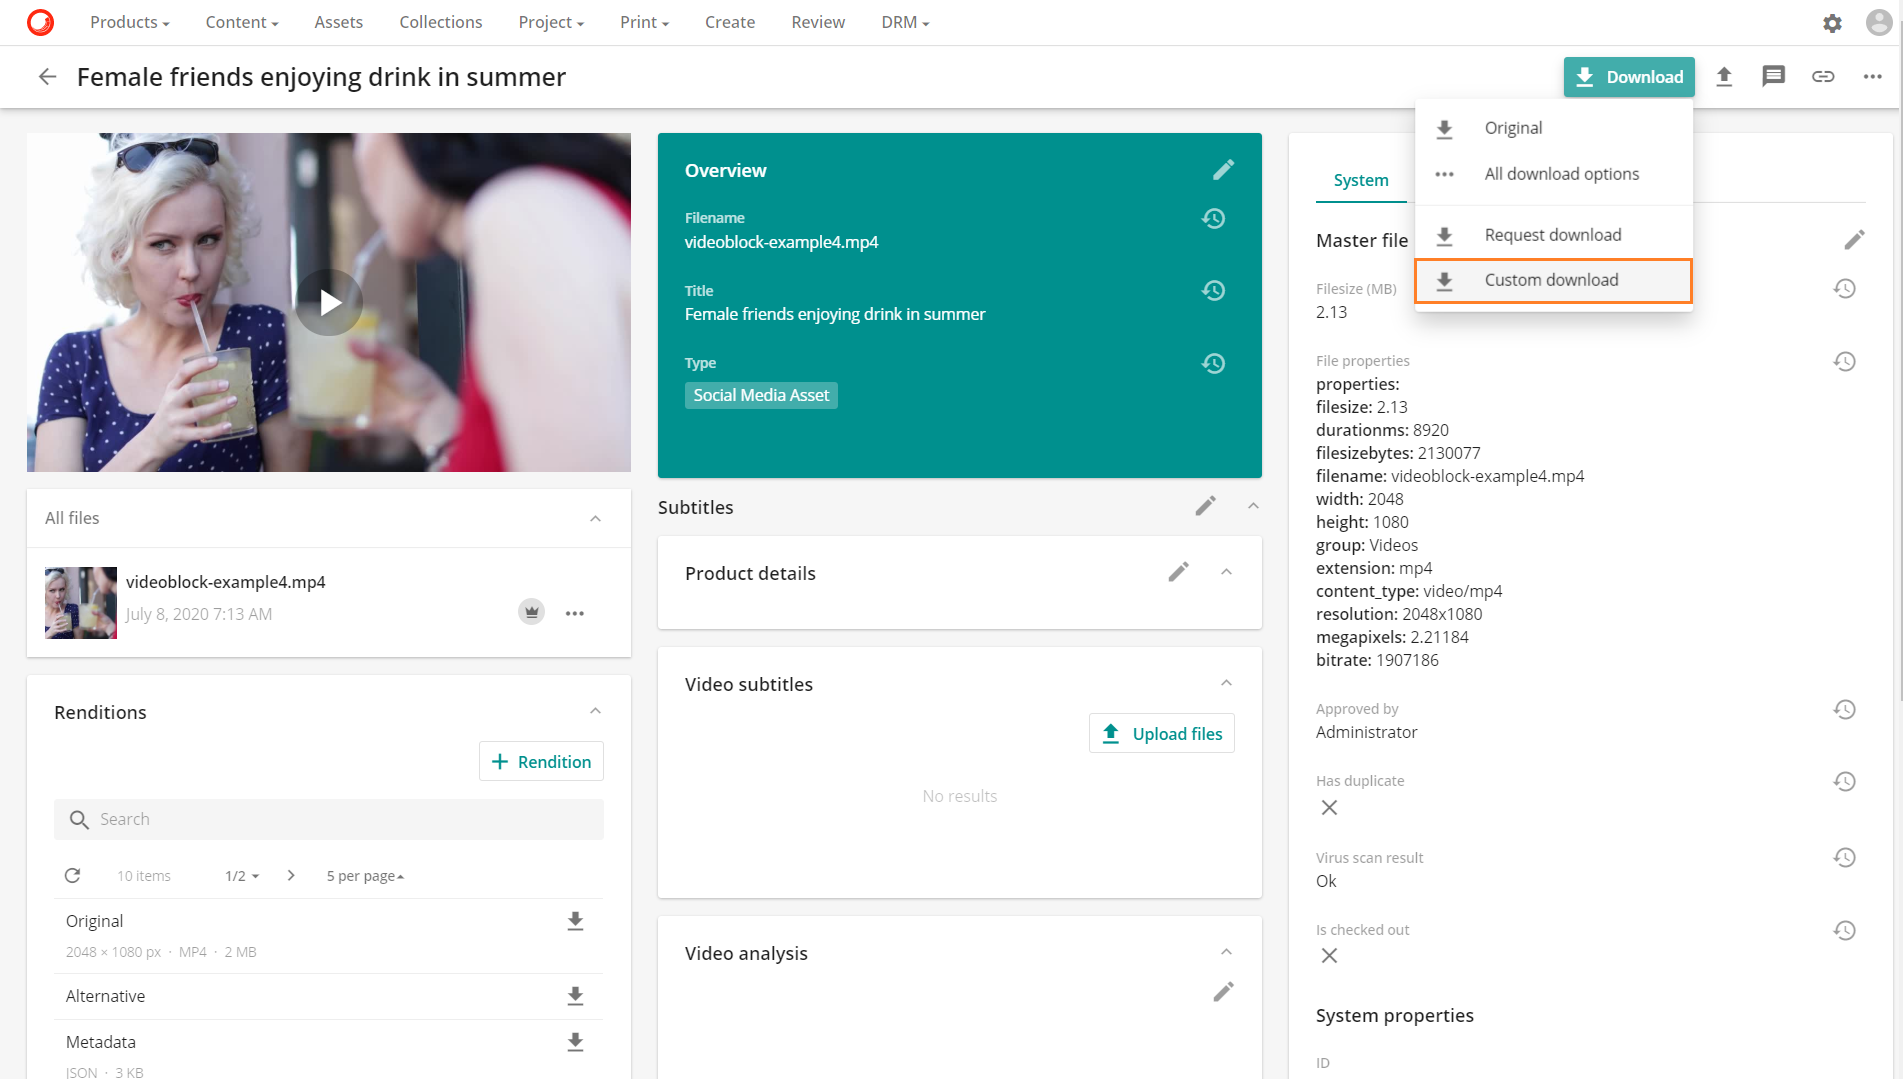 Products
Content
Assets
Collections
Project
Print
Create
Review
DRM
Female friends enjoying drink in summer
Download
Original
All download options
Request download
Custom download
All files
videoblock-example4.mp4
July 8, 2020 7:13 AM
Renditions
Rendition
Search
10 items
1/2
5 per page
Original
2048 × 1080 px · MP4 · 2 MB
Alternative
Metadata
JSON · 3 KB
Overview
Filename
videoblock-example4.mp4
Title
Female friends enjoying drink in summer
Type
Social Media Asset
Subtitles
Product details
Video subtitles
Upload files
No results
Video analysis
System
Master file
Filesize (MB)
2.13
File properties
properties:
filesize: 2.13
durationms: 8920
filesizebytes: 2130077
filename: videoblock-example4.mp4
width: 2048
height: 1080
group: Videos
extension: mp4
content_type: video/mp4
resolution: 2048x1080
megapixels: 2.21184
bitrate: 1907186
Approved by
Administrator
Has duplicate
Virus scan result
Ok
Is checked out
System properties
ID